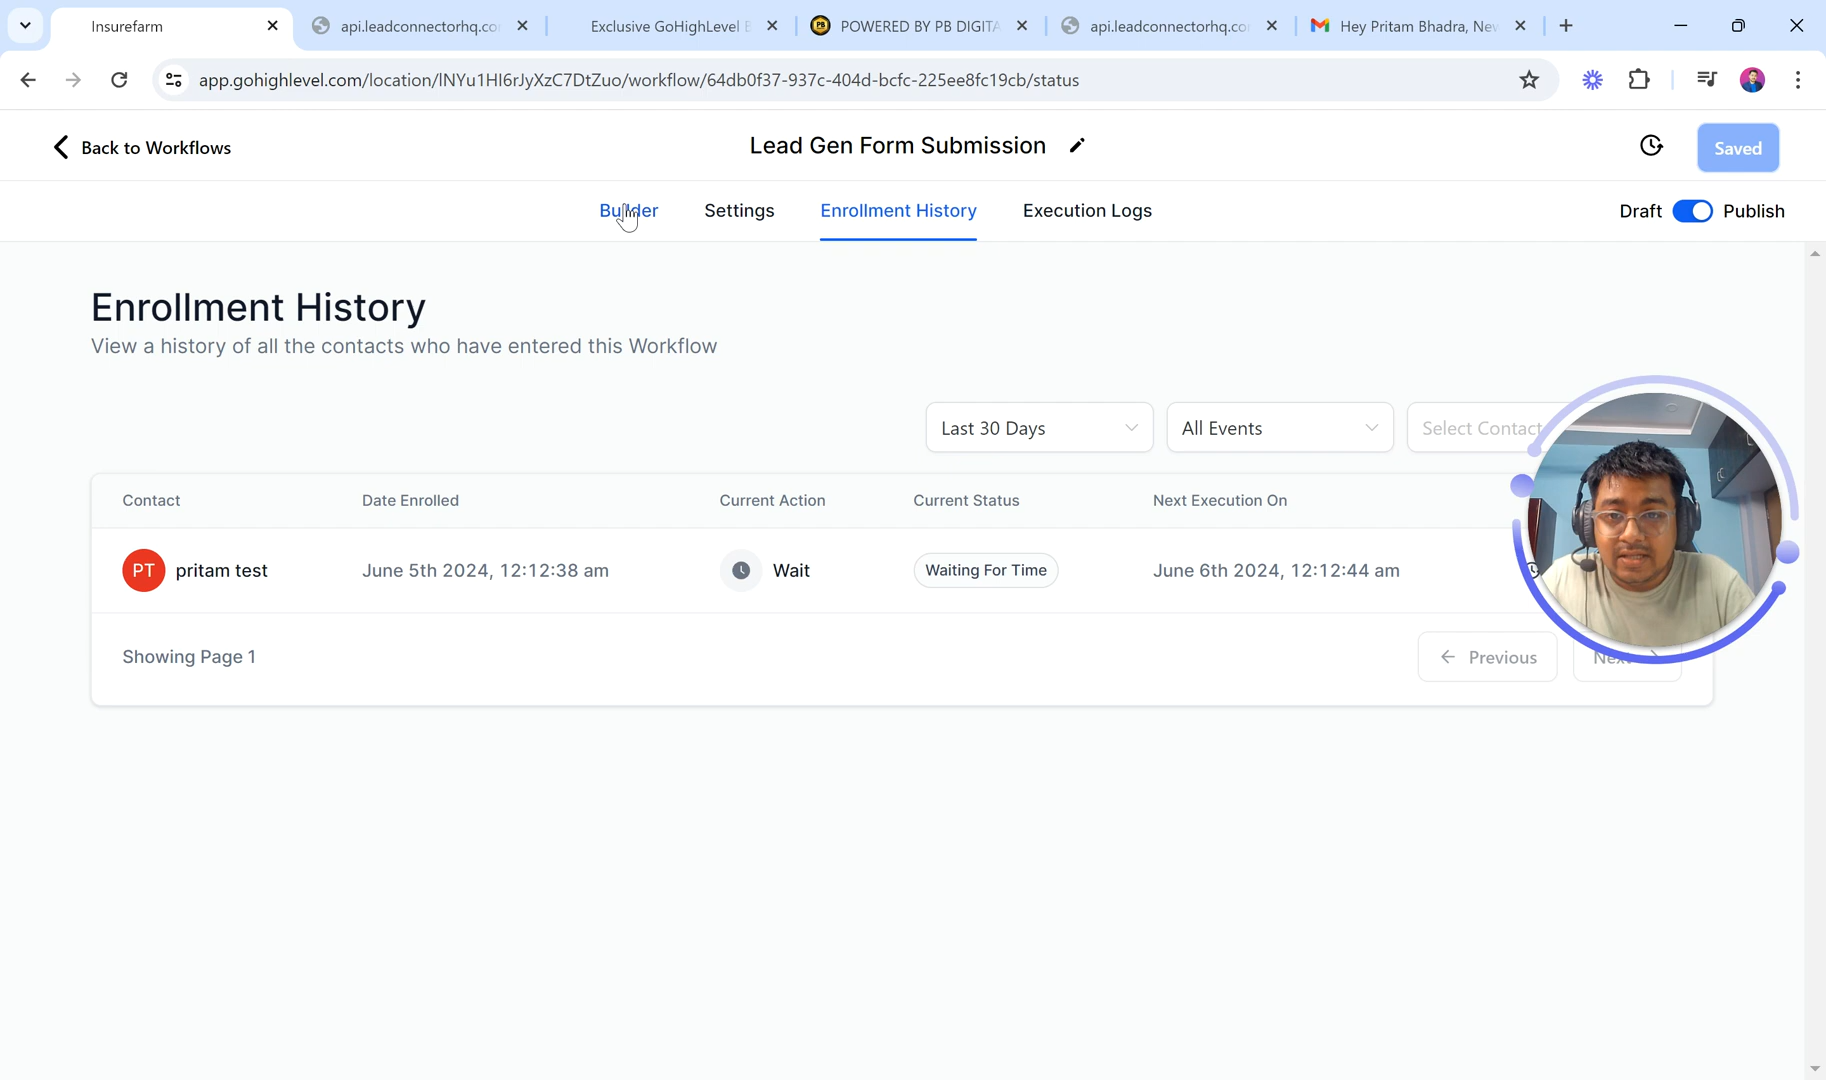 Insurefarm
api.leadconnectorhq.co
Exclusive GoHighLevel
POWERED BY PB DIGITA
api.leadconnectorhq.co
Hey Pritam Bhadra, Nev
app.gohighlevel.com/location/lNYu1HI6rJyXzC7DtZuo/workflow/64db0f37-937c-404d-bcfc-225ee8fc19cb/status
Back to Workflows
Lead Gen Form Submission
Saved
Builder
Settings
Enrollment History
Execution Logs
Draft
Publish
Enrollment History
View a history of all the contacts who have entered this Workflow
Last 30 Days
All Events
Select Contact
Contact
Date Enrolled
Current Action
Current Status
Next Execution On
PT
pritam test
June 5th 2024, 12:12:38 am
Wait
Waiting For Time
June 6th 2024, 12:12:44 am
Showing Page 1
Previous
Next